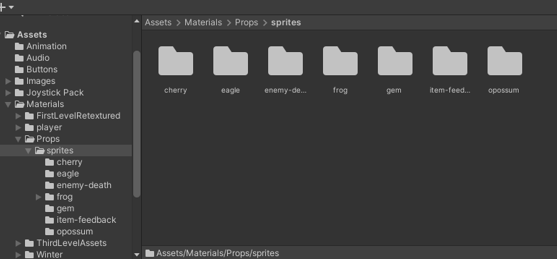 Assets
Animation
Audio
Buttons
Images
Joystick Pack
Materials
FirstLevelRetextured
player
Props
sprites
cherry
eagle
enemy-death
frog
gem
item-feedback
opossum
ThirdLevelAssets
Winter
Assets > Materials > Props > sprites
cherry eagle enemy-de... frog gem item-feed... opossum
Assets/Materials/Props/sprites